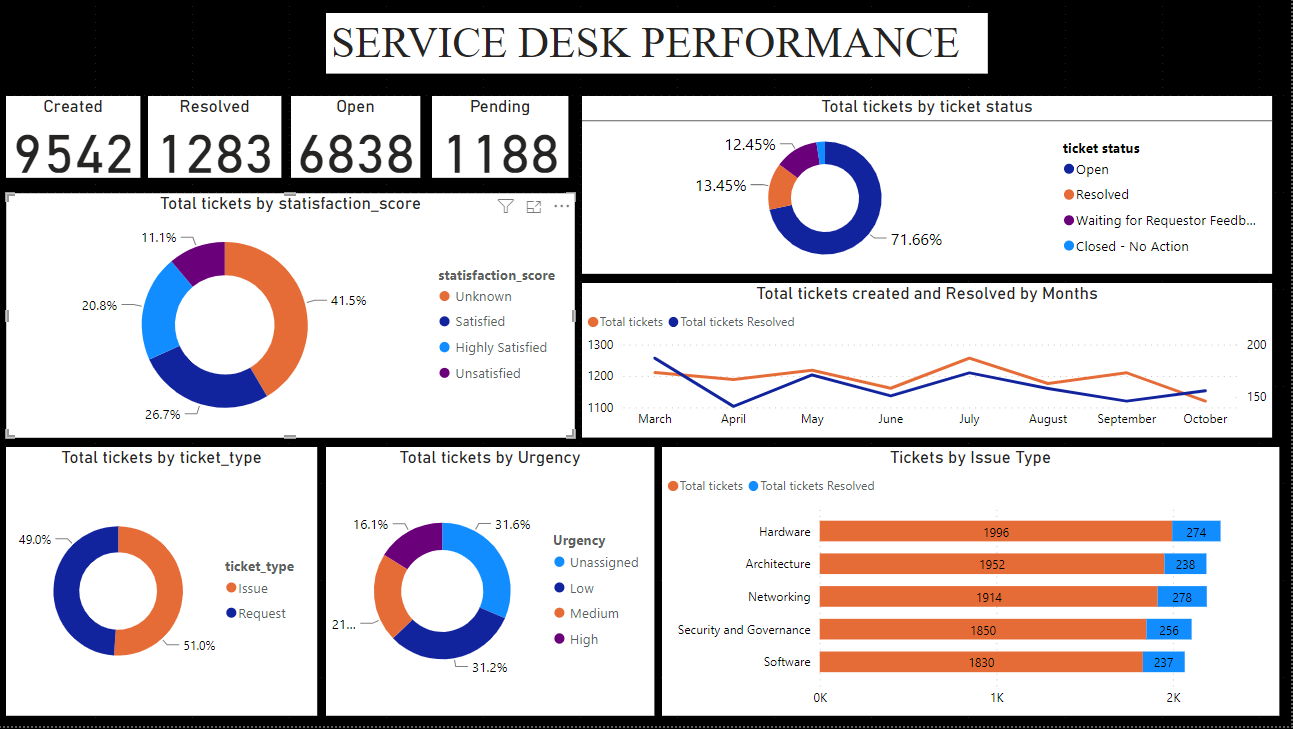 SERVICE DESK PERFORMANCE
Created
9542
Resolved
1283
Open
6838
Pending
1188
Total tickets by ticket status
12.45%
13.45%
71.66%
ticket status
Open
Resolved
Waiting for Requestor Feedb...
Closed - No Action
Total tickets by statisfaction_score
11.1%
20.8%
41.5%
26.7%
statisfaction_score
Unknown
Satisfied
Highly Satisfied
Unsatisfied
Total tickets created and Resolved by Months
Total tickets Total tickets Resolved
1300
1200
1100
200
150
March April May June July August September October
Total tickets by ticket_type
49.0%
51.0%
ticket_type
Issue
Request
Total tickets by Urgency
16.1%
31.6%
21...
31.2%
Urgency
Unassigned
Low
Medium
High
Tickets by Issue Type
Total tickets Total tickets Resolved
Hardware 1996 274
Architecture 1952 238
Networking 1914 278
Security and Governance 1850 256
Software 1830 237
0K 1K 2K